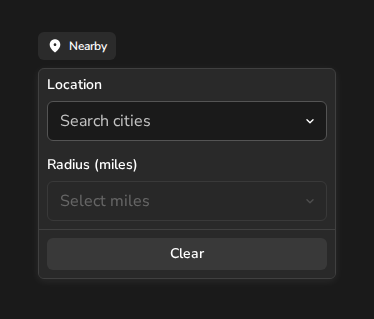 Nearby
Location
Search cities
Radius (miles)
Select miles
Clear